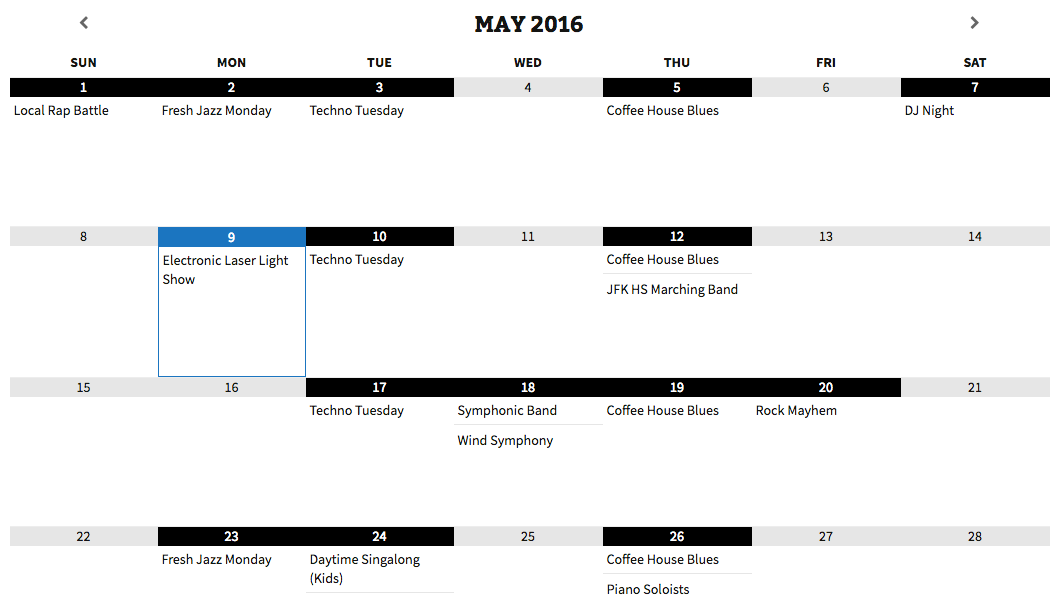 MAY 2016
SUN MON TUE WED THU FRI SAT
1 2 3 4 5 6 7
Local Rap Battle Fresh Jazz Monday Techno Tuesday Coffee House Blues DJ Night
8 9 10 11 12 13 14
Electronic Laser Light Techno Tuesday Coffee House Blues
Show
JFK HS Marching Band
15 16 17 18 19 20 21
Techno Tuesday Symphonic Band Coffee House Blues Rock Mayhem
Wind Symphony
22 23 24 25 26 27 28
Fresh Jazz Monday Daytime Singalong Coffee House Blues
(Kids)
Piano Soloists